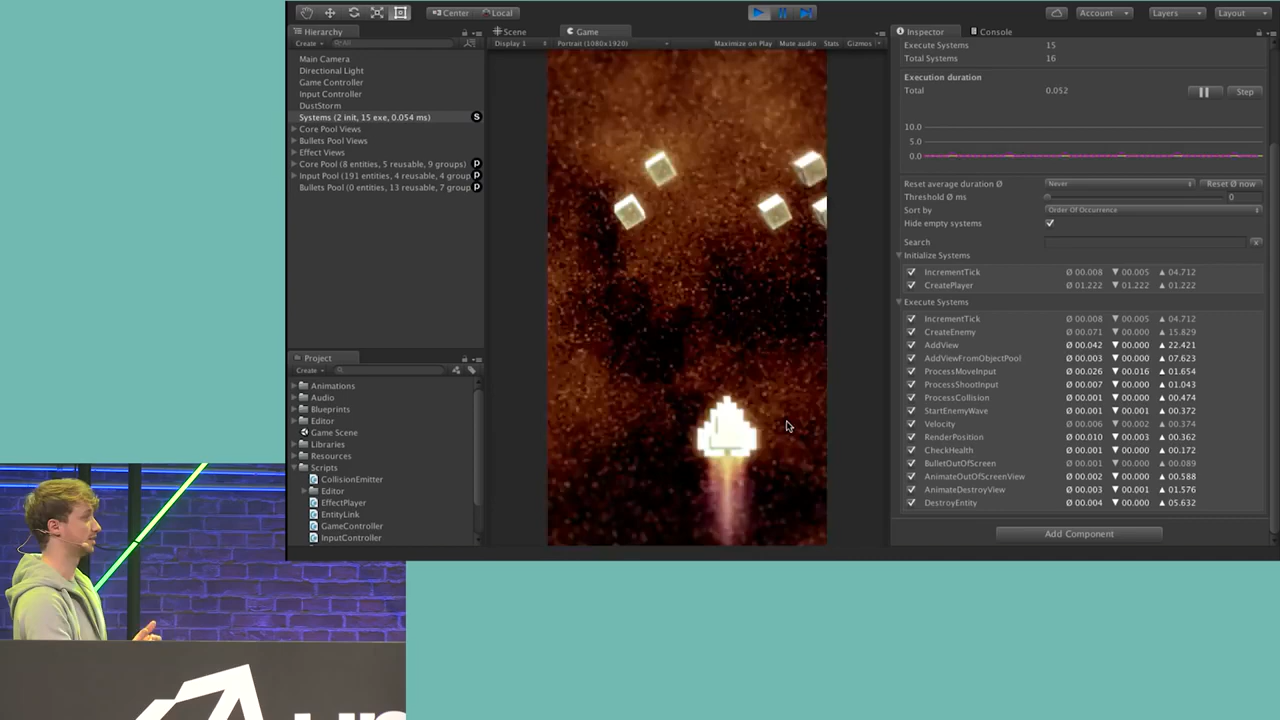 Center Local Account Layers Layout
Hierarchy Scene Game Inspector Console
Create All Display 1 Portrait (1080x1920) Maximize on Play Mute audio Stats Gizmos
Execute Systems 15
Total Systems 16
Main Camera
Directional Light
Game Controller
Input Controller
DustStorm
Systems (2 init, 15 exe, 0.054 ms) S
Core Pool Views
Bullets Pool Views
Effect Views
Core Pool (8 entities, 5 reusable, 9 groups) P
Input Pool (191 entities, 4 reusable, 4 group P
Bullets Pool (0 entities, 13 reusable, 7 group P
Execution duration
Total 0.052 Step
10.0
5.0
0.0
Reset average duration Ø Never Reset Ø now
Threshold Ø ms 0
Sort by Order Of Occurrence
Hide empty systems
Search
Initialize Systems
IncrementTick Ø 00.008 ▼ 00.005 ▲ 04.712
CreatePlayer Ø 01.222 ▼ 01.222 ▲ 01.222
Execute Systems
IncrementTick Ø 00.008 ▼ 00.005 ▲ 04.712
CreateEnemy Ø 00.071 ▼ 00.000 ▲ 15.829
AddView Ø 00.042 ▼ 00.000 ▲ 22.421
AddViewFromObjectPool Ø 00.003 ▼ 00.000 ▲ 07.623
ProcessMoveInput Ø 00.026 ▼ 00.016 ▲ 01.654
ProcessShootInput Ø 00.007 ▼ 00.000 ▲ 01.043
ProcessCollision Ø 00.001 ▼ 00.000 ▲ 00.474
StartEnemyWave Ø 00.001 ▼ 00.001 ▲ 00.372
Velocity Ø 00.006 ▼ 00.002 ▲ 00.374
RenderPosition Ø 00.010 ▼ 00.003 ▲ 00.362
CheckHealth Ø 00.001 ▼ 00.000 ▲ 00.172
BulletOutOfScreen Ø 00.001 ▼ 00.000 ▲ 00.089
AnimateOutOfScreenView Ø 00.002 ▼ 00.000 ▲ 00.588
AnimateDestroyView Ø 00.003 ▼ 00.001 ▲ 01.576
DestroyEntity Ø 00.004 ▼ 00.000 ▲ 05.632
Add Component
Project
Create
Animations
Audio
Blueprints
Editor
Game Scene
Libraries
Resources
Scripts
CollisionEmitter
Editor
EffectPlayer
EntityLink
GameController
InputController